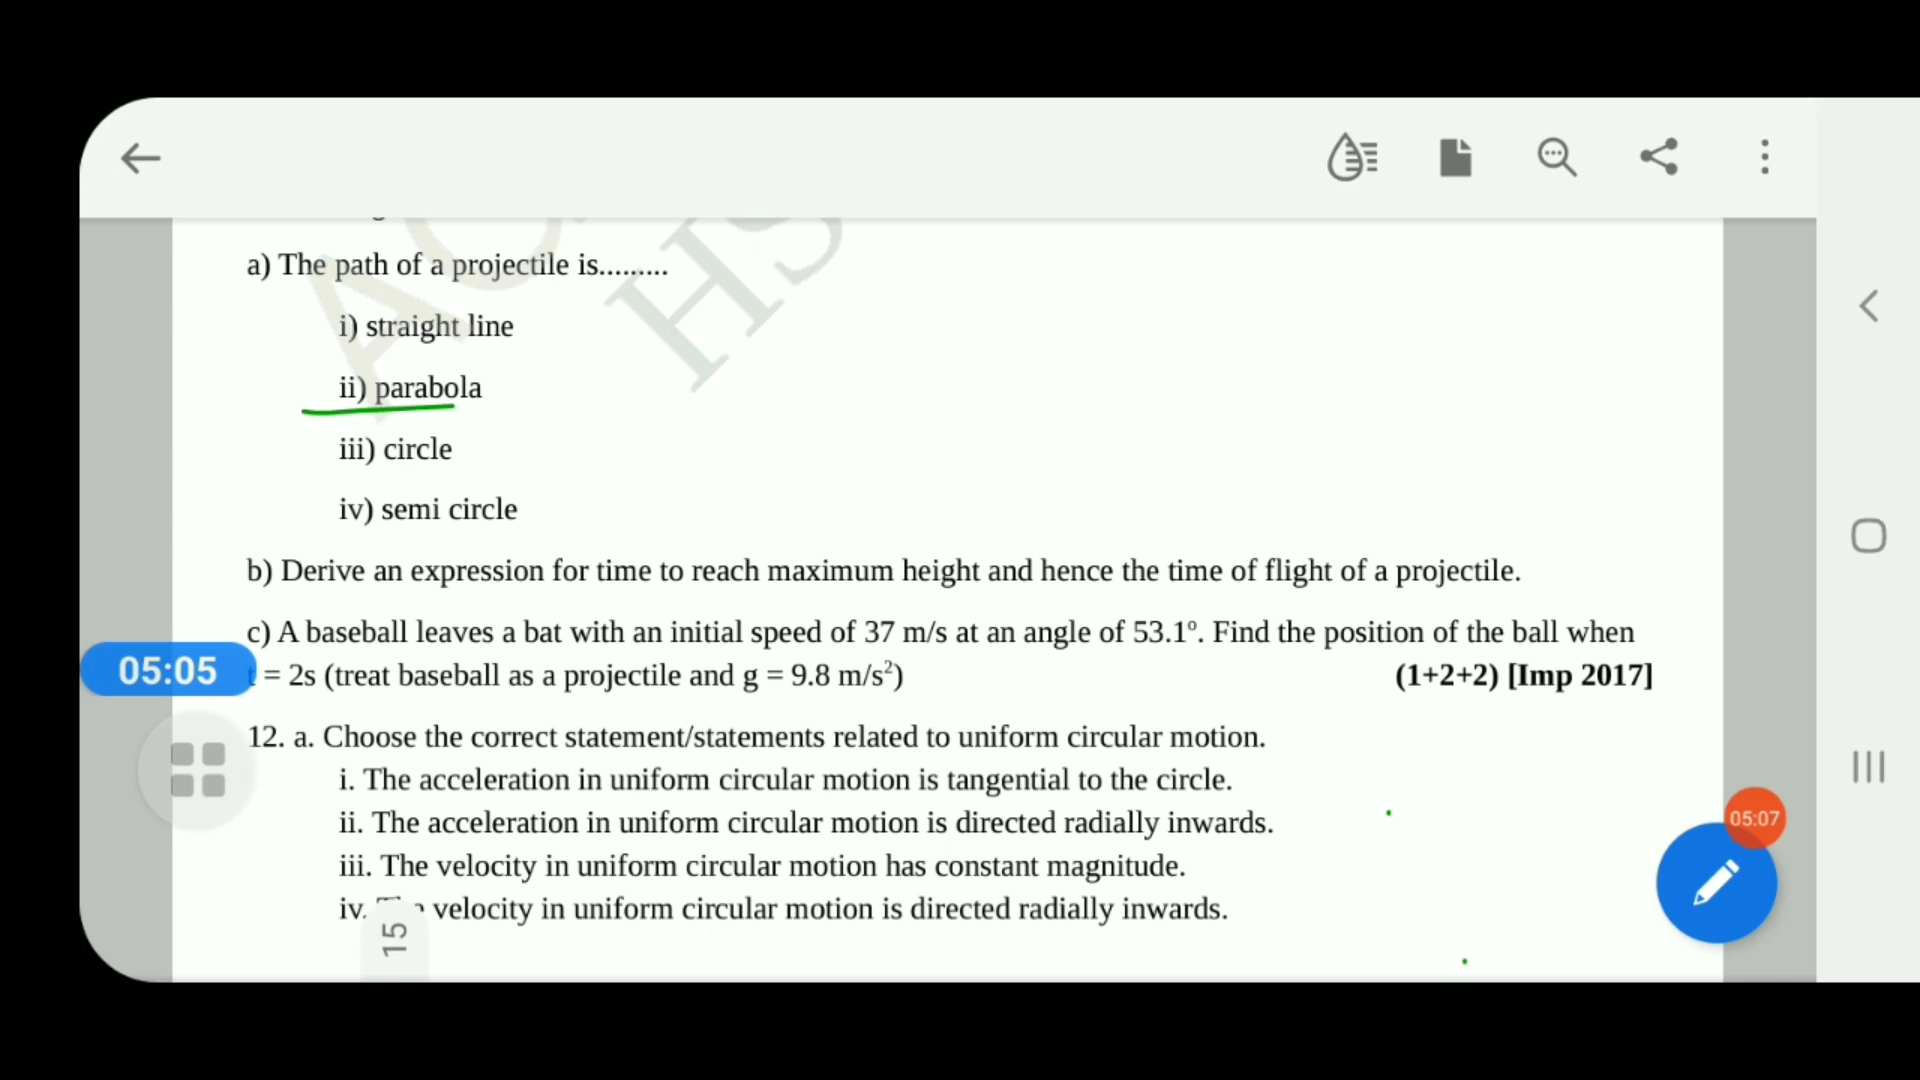 a) The path of a projectile is.........
i) straight line
ii) parabola
iii) circle
iv) semi circle
b) Derive an expression for time to reach maximum height and hence the time of flight of a projectile.
c) A baseball leaves a bat with an initial speed of 37 m/s at an angle of 53.1º. Find the position of the ball when
05:05
= 2s (treat baseball as a projectile and g = 9.8 m/s²) (1+2+2) [Imp 2017]
12. a. Choose the correct statement/statements related to uniform circular motion.
i. The acceleration in uniform circular motion is tangential to the circle.
ii. The acceleration in uniform circular motion is directed radially inwards.
05:07
iii. The velocity in uniform circular motion has constant magnitude.
iv. velocity in uniform circular motion is directed radially inwards.
15